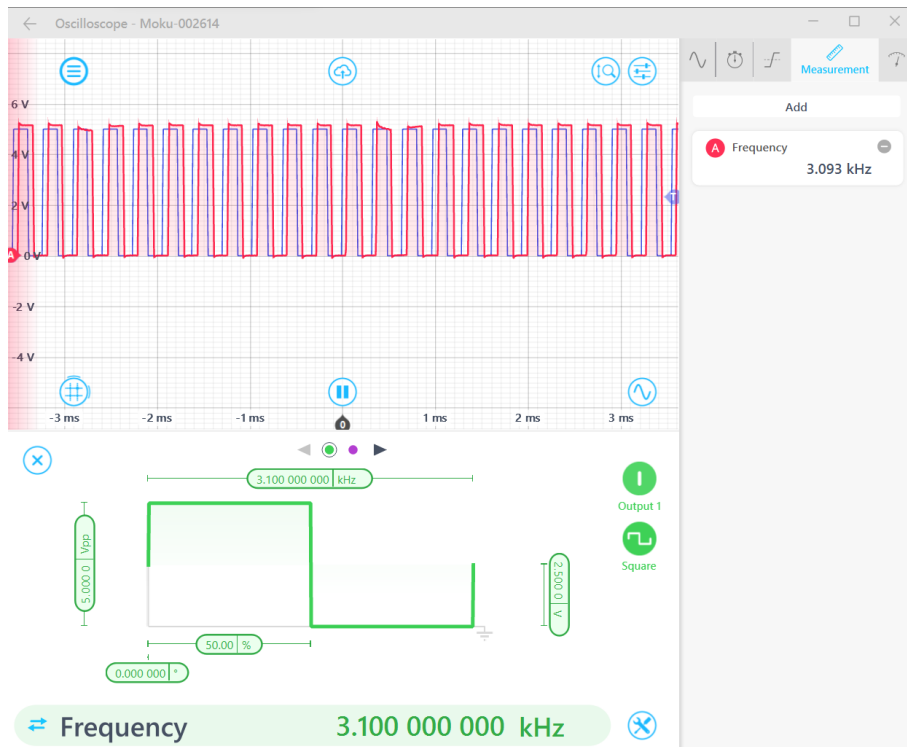 Oscilloscope - Moku-002614
Measurement
Add
A Frequency
3.093 kHz
6 V
4 V
2 V
T
A 0 V
-2 V
-4 V
-3 ms -2 ms -1 ms 0 1 ms 2 ms 3 ms
3.100 000 000 kHz
Output 1
Square
5.000 0 Vpp
2.500 0 V
50.00 %
0.000 000 °
Frequency 3.100 000 000 kHz